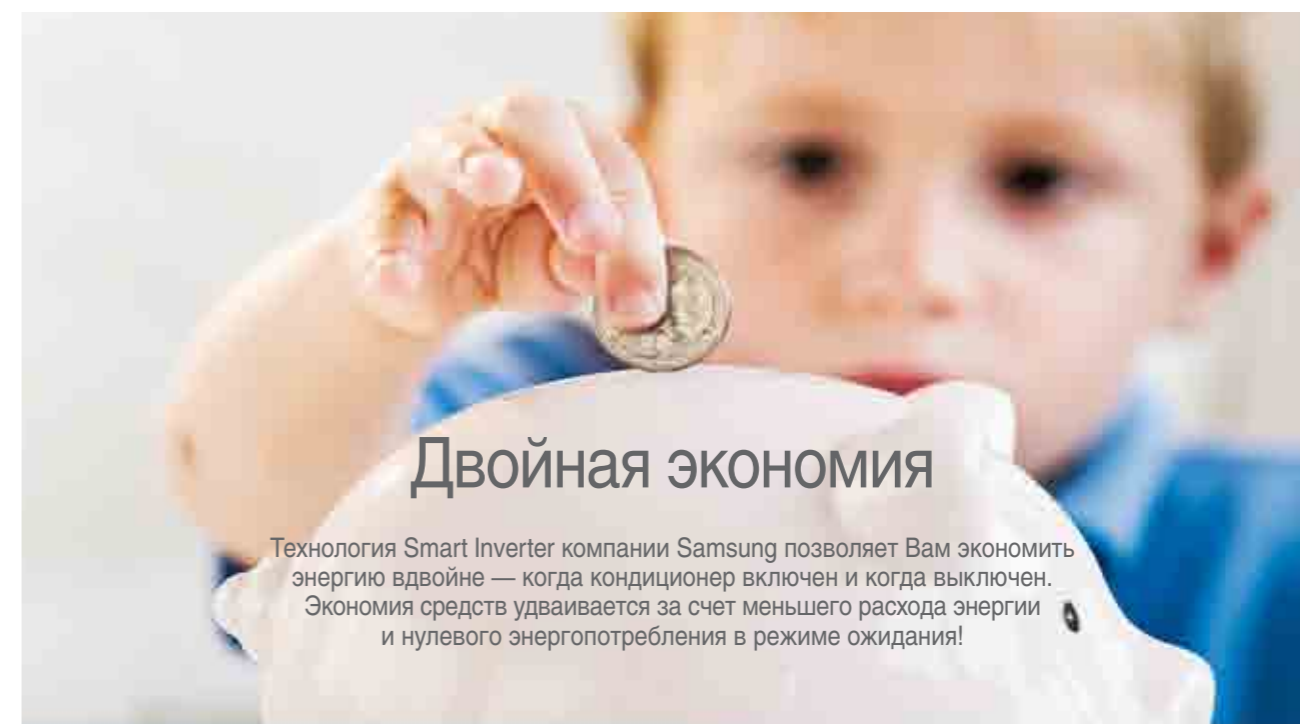 Двойная экономия
Технология Smart Inverter компании Samsung позволяет Вам экономить
энергию вдвойне — когда кондиционер включен и когда выключен.
Экономия средств удваивается за счет меньшего расхода энергии
и нулевого энергопотребления в режиме ожидания!